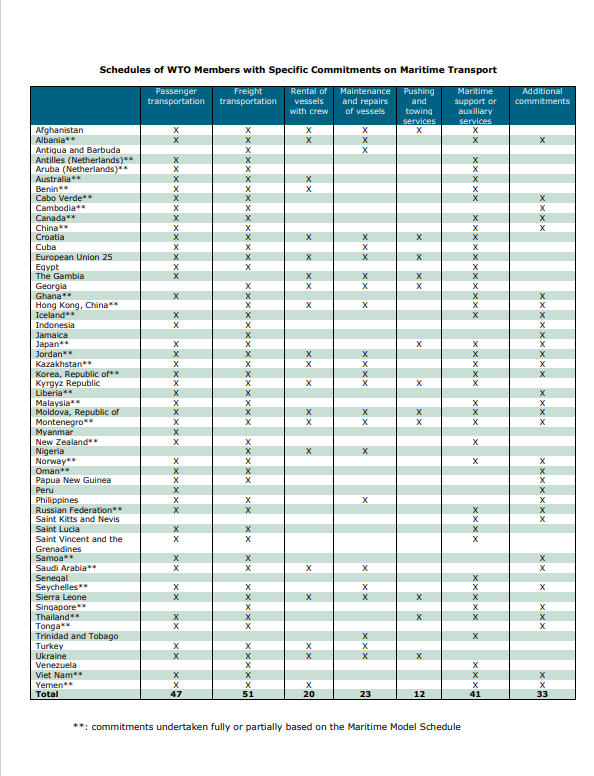 Schedules of WTO Members with Specific Commitments on Maritime Transport
Passenger
transportation
Freight
transportation
Rental of
vessels
with crew
Maintenance
and repairs
of vessels
Pushing
and
towing
services
Maritime
support or
auxiliary
services
Additional
commitments
Afghanistan X X X X X X
Albania** X X X X X X
Antigua and Barbuda X X
Antilles (Netherlands)** X X X
Aruba (Netherlands)** X X X
Australia** X X X X
Benin** X X X X
Cabo Verde** X X X X
Cambodia** X X X
Canada** X X X X
China** X X X X
Croatia X X X X X X
Cuba X X X X
European Union 25 X X X X X X
Egypt X X X
The Gambia X X X X X
Georgia X X X X X
Ghana** X X X X
Hong Kong, China** X X X X X
Iceland** X X X X
Indonesia X X X
Jamaica X X
Japan** X X X X X
Jordan** X X X X X X
Kazakhstan** X X X X X X
Korea, Republic of** X X X X X
Kyrgyz Republic X X X X X X
Liberia** X X X
Malaysia** X X X X
Moldova, Republic of X X X X X X X
Montenegro** X X X X X X X
Myanmar X
New Zealand** X X X
Nigeria X X X
Norway** X X X X
Oman** X X X
Papua New Guinea X X X
Peru X X
Philippines X X X X
Russian Federation** X X X X
Saint Kitts and Nevis X X
Saint Lucia X X X
Saint Vincent and the X X X
Grenadines
Samoa** X X X
Saudi Arabia** X X X X X
Senegal X
Seychelles** X X X X X
Sierra Leone X X X X X X
Singapore** X X X
Thailand** X X X X X
Tonga** X X X
Trinidad and Tobago X X
Turkey X X X X
Ukraine X X X X X
Venezuela X X
Viet Nam** X X X X
Yemen** X X X X X
Total 47 51 20 23 12 41 33
**: commitments undertaken fully or partially based on the Maritime Model Schedule